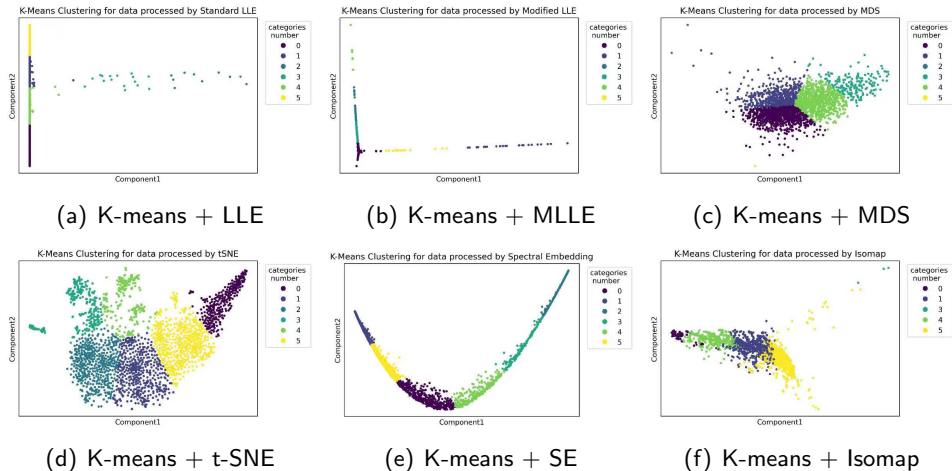 K-Means Clustering for data processed by Standard LLE
categories
number
0
1
2
3
4
5
Component2
Component1
(a) K-means + LLE
K-Means Clustering for data processed by Modified LLE
categories
number
0
1
2
3
4
5
Component2
Component1
(b) K-means + MLLE
K-Means Clustering for data processed by MDS
categories
number
0
1
2
3
4
5
Component2
Component1
(c) K-means + MDS
K-Means Clustering for data processed by tSNE
categories
number
0
1
2
3
4
5
Component2
Component1
(d) K-means + t-SNE
K-Means Clustering for data processed by Spectral Embedding
categories
number
0
1
2
3
4
5
Component2
Component1
(e) K-means + SE
K-Means Clustering for data processed by Isomap
categories
number
0
1
2
3
4
5
Component2
Component1
(f) K-means + Isomap